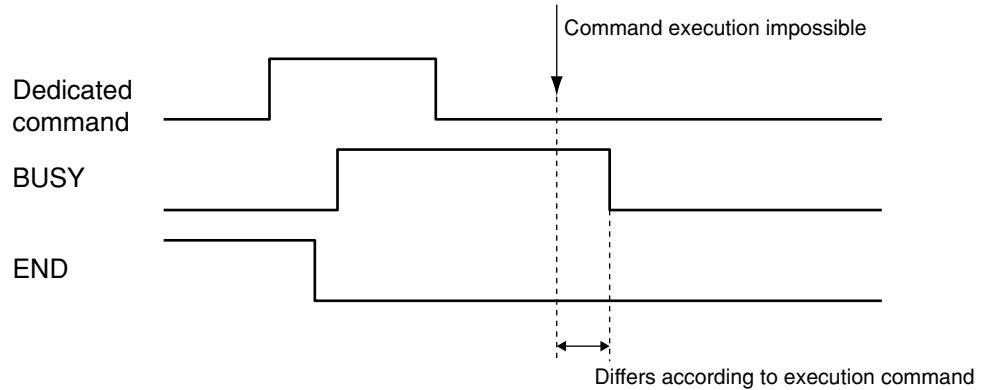 Command execution impossible
Dedicated
command
BUSY
END
Differs according to execution command